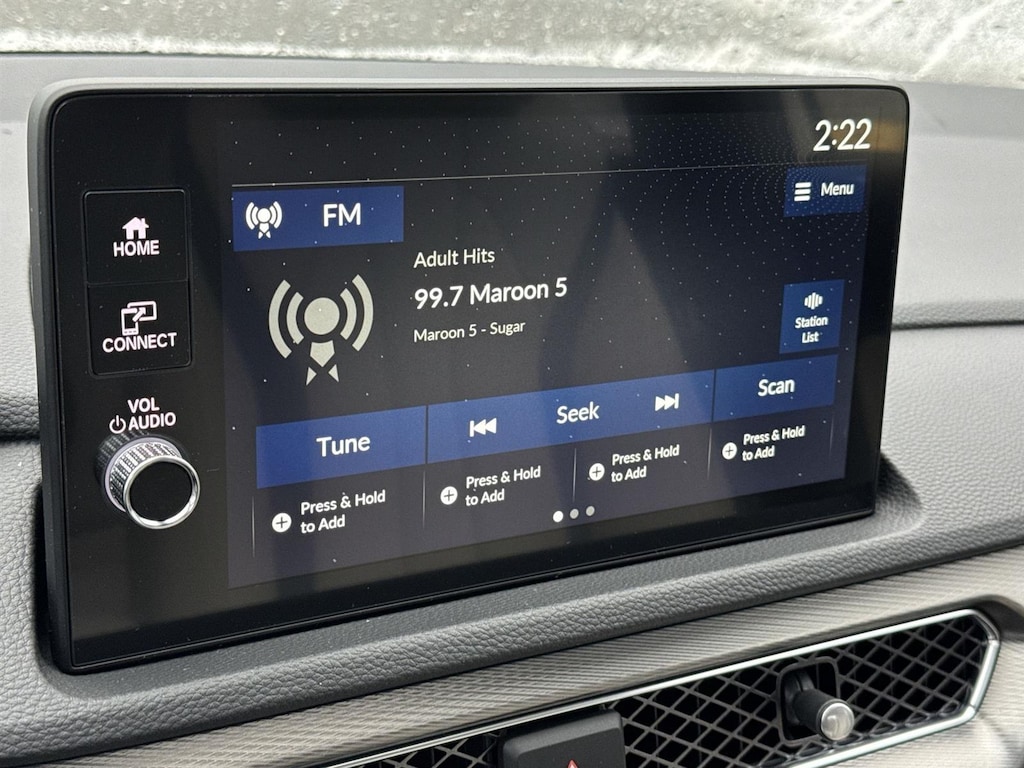 2:22
FM
Menu
HOME
Adult Hits
99.7 Maroon 5
Maroon 5 - Sugar
Station
List
CONNECT
VOL
AUDIO
Tune
Seek
Scan
Press & Hold
to Add
Press & Hold
to Add
Press & Hold
to Add
Press & Hold
to Add